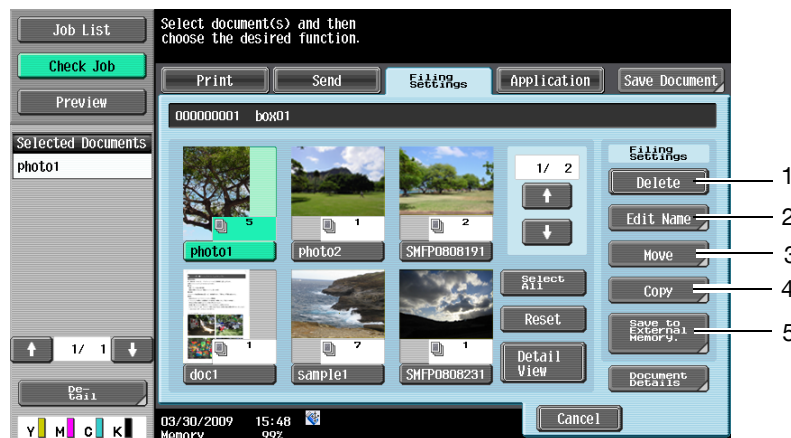 Job List
Check Job
Preview
Selected Documents
photo1
1/ 1
De-
tail
Y M C K
Select document(s) and then
choose the desired function.
Print
Send
Filing
Settings
Application
Save Document
000000001 box01
5
photo1
1
photo2
2
SMFP0808191
1
doc1
7
sample1
1
SMFP0808231
1/ 2
Select
All
Reset
Detail
View
Filing
Settings
Delete
Edit Name
Move
Copy
Save to
External
Memory.
Document
Details
Cancel
03/30/2009 15:48
Memory 99%
1
2
3
4
5